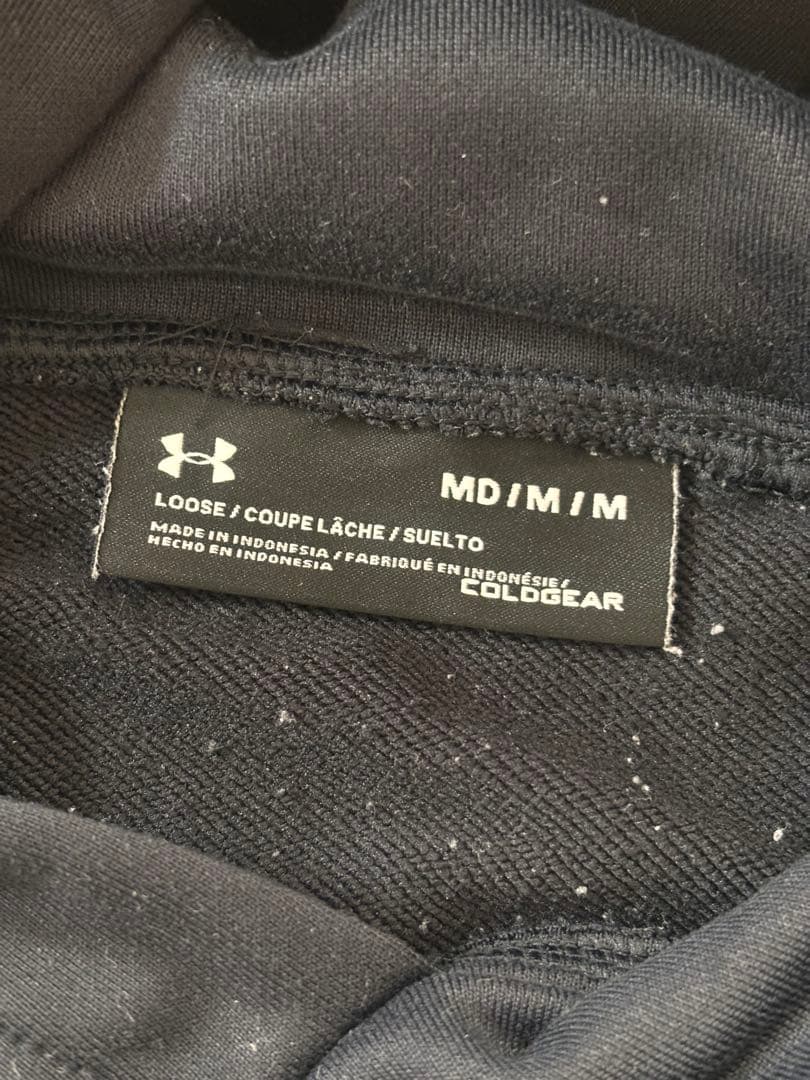 MD / M / M
LOOSE / COUPE LÂCHE / SUELTO
MADE IN INDONESIA / FABRIQUÉ EN INDONÉSIE /
HECHO EN INDONESIA
COLDGEAR